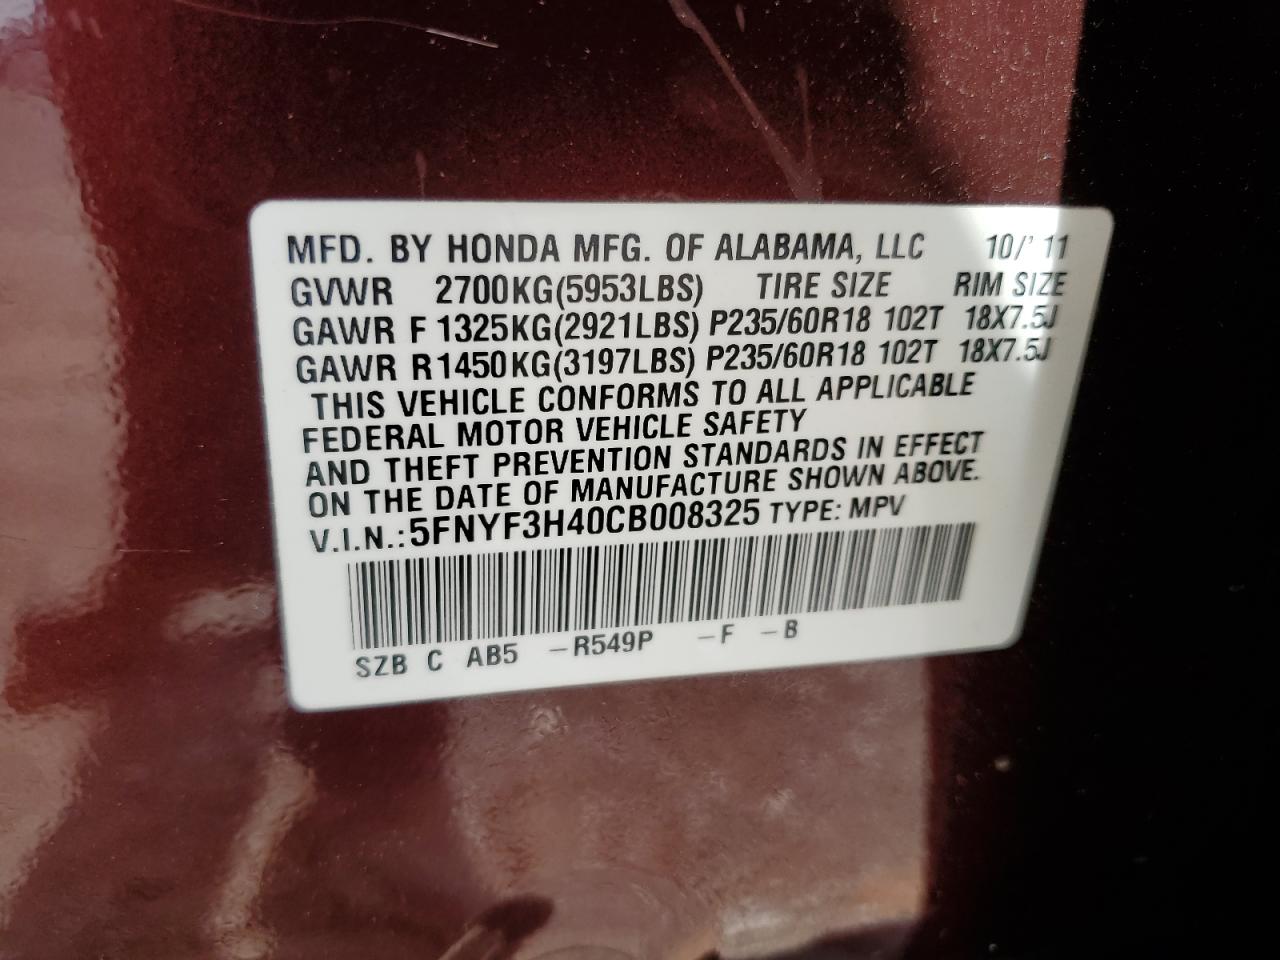 MFD. BY HONDA MFG. OF ALABAMA, LLC 10/'11
GVWR 2700KG(5953LBS) TIRE SIZE RIM SIZE
GAWR F 1325KG(2921LBS) P235/60R18 102T 18X7.5J
GAWR R 1450KG(3197LBS) P235/60R18 102T 18X7.5J
THIS VEHICLE CONFORMS TO ALL APPLICABLE
FEDERAL MOTOR VEHICLE SAFETY
AND THEFT PREVENTION STANDARDS IN EFFECT
ON THE DATE OF MANUFACTURE SHOWN ABOVE.
V.I.N.: 5FNYF3H40CB008325 TYPE: MPV
SZB C AB5 -R549P -F -B